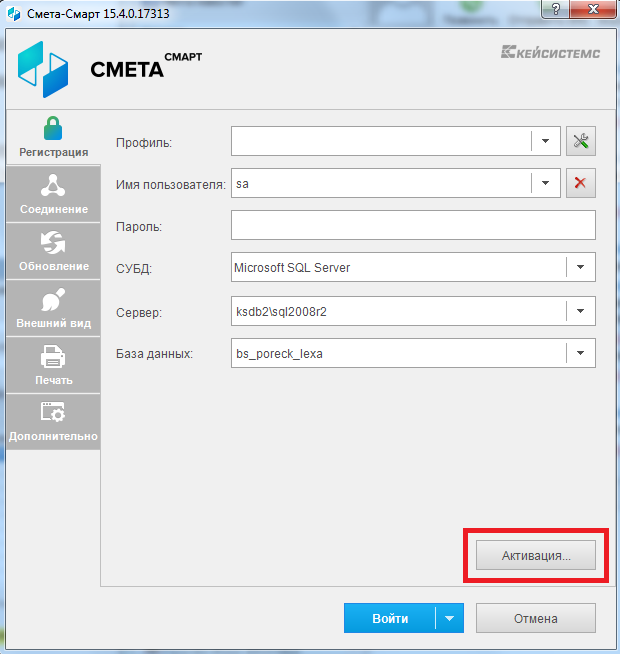 Смета-Смарт 15.4.0.17313
СМЕТА СМАРТ
КЕЙСИСТЕМС
Регистрация
Соединение
Обновление
Внешний вид
Печать
Дополнительно
Профиль:
Имя пользователя: sa
Пароль:
СУБД: Microsoft SQL Server
Сервер: ksdb2\sql2008r2
База данных: bs_poreck_lexa
Активация...
Войти
Отмена